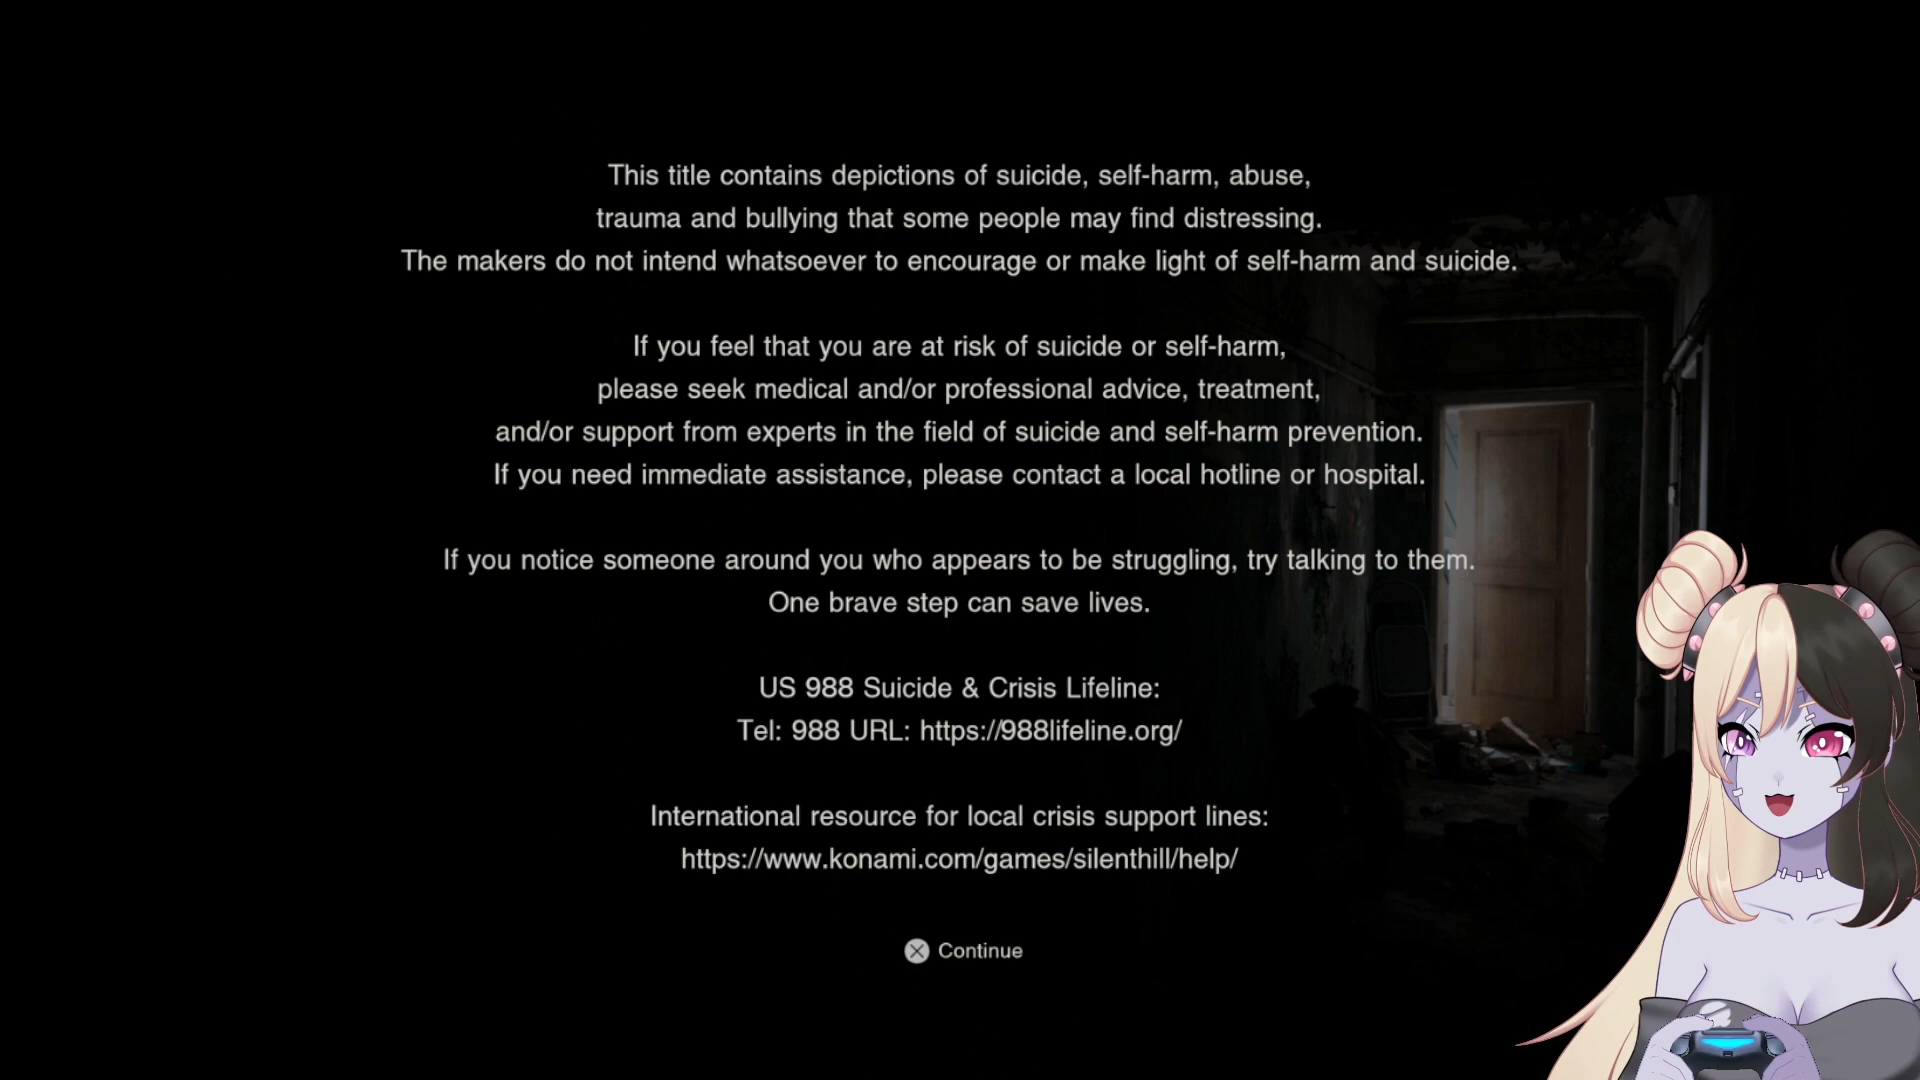 This title contains depictions of suicide, self-harm, abuse,
trauma and bullying that some people may find distressing.
The makers do not intend whatsoever to encourage or make light of self-harm and suicide.
If you feel that you are at risk of suicide or self-harm,
please seek medical and/or professional advice, treatment,
and/or support from experts in the field of suicide and self-harm prevention.
If you need immediate assistance, please contact a local hotline or hospital.
If you notice someone around you who appears to be struggling, try talking to them.
One brave step can save lives.
US 988 Suicide & Crisis Lifeline:
Tel: 988 URL: https://988lifeline.org/
International resource for local crisis support lines:
https://www.konami.com/games/silenthill/help/
Continue